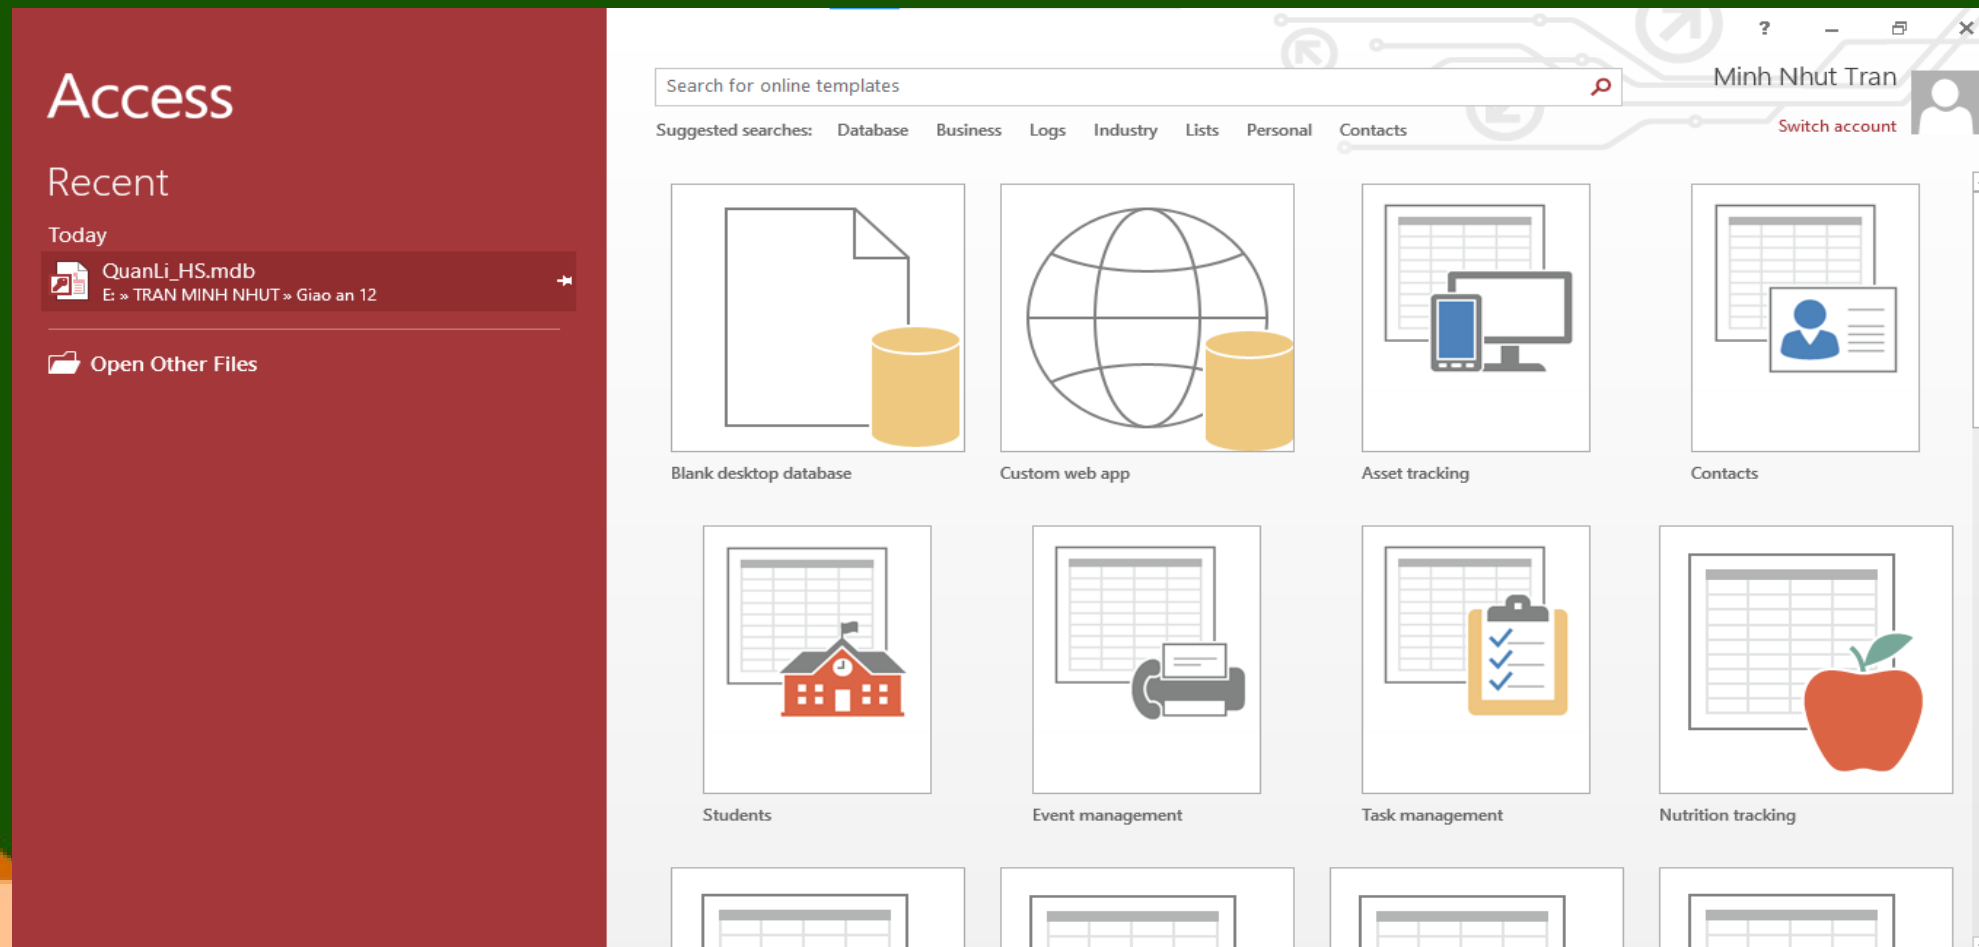 Access
Recent
Today
QuanLi_HS.mdb
E: » TRAN MINH NHUT » Giao an 12
Open Other Files
?
Search for online templates
Minh Nhut Tran
Switch account
Suggested searches: Database Business Logs Industry Lists Personal Contacts
Blank desktop database
Custom web app
Asset tracking
Contacts
Students
Event management
Task management
Nutrition tracking